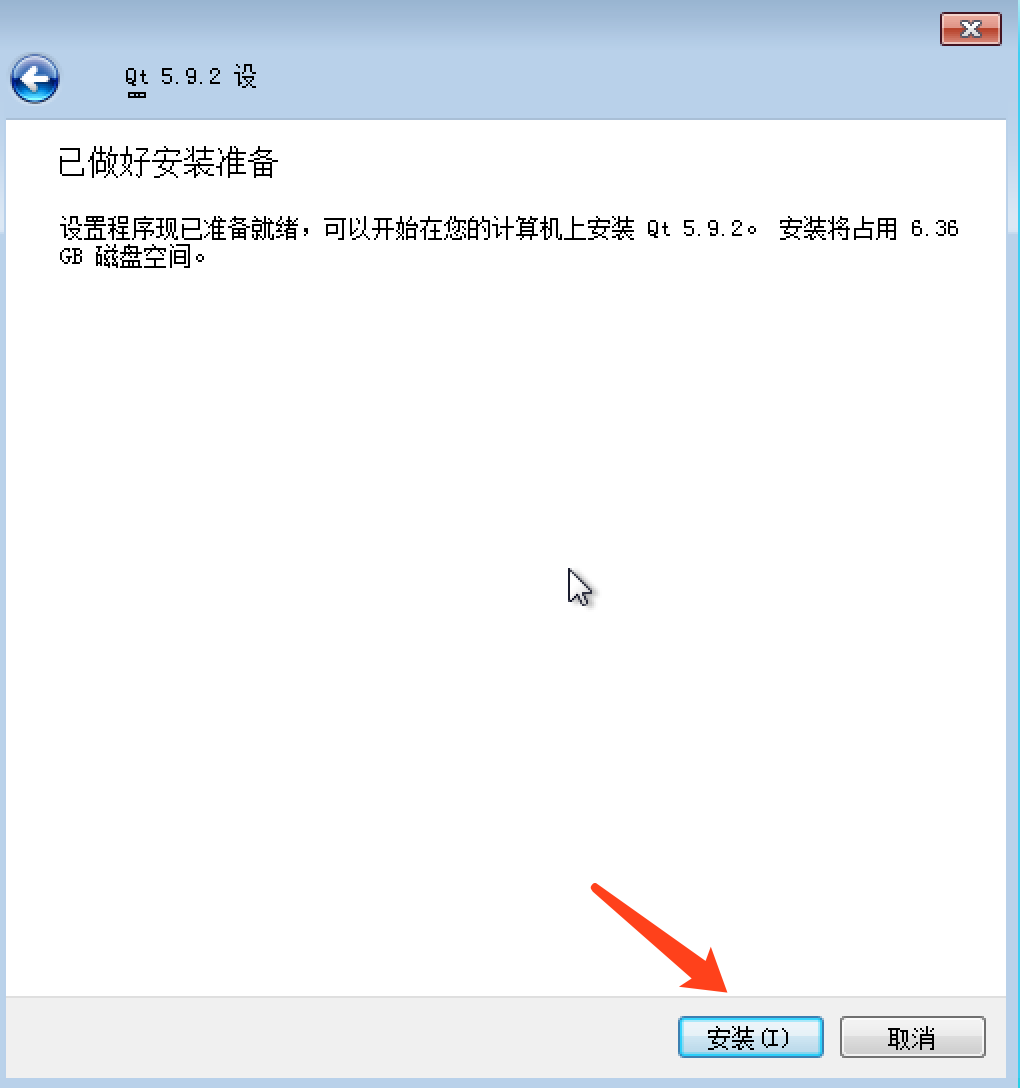 Qt 5.9.2 设
已做好安装准备
设置程序现已准备就绪，可以开始在您的计算机上安装 Qt 5.9.2。 安装将占用 6.36
GB 磁盘空间。
安装(I)
取消